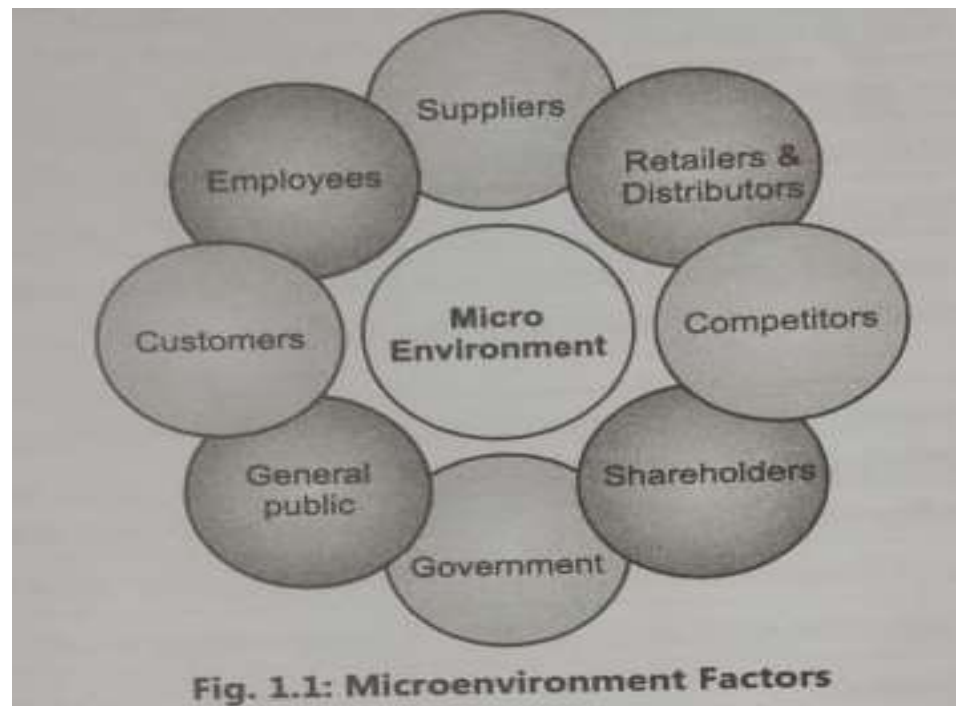 Suppliers
Retailers &
Distributors
Employees
Micro
Environment
Competitors
Customers
Shareholders
General
public
Government
Fig. 1.1: Microenvironment Factors